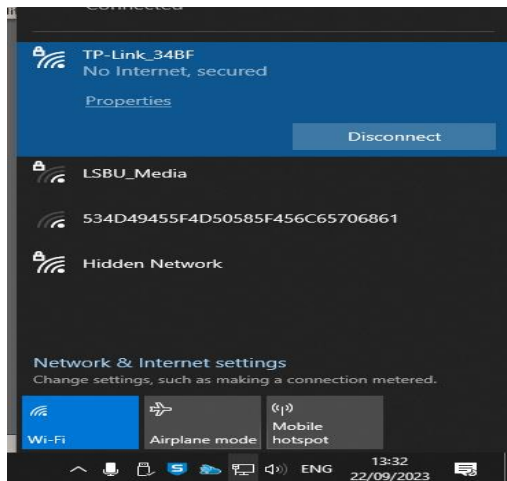 Connected
TP-Link_34BF
No Internet, secured
Properties
Disconnect
LSBU_Media
534D49455F4D50585F456C65706861
Hidden Network
Network & Internet settings
Change settings, such as making a connection metered.
Wi-Fi
Airplane mode
Mobile
hotspot
ENG
13:32
22/09/2023